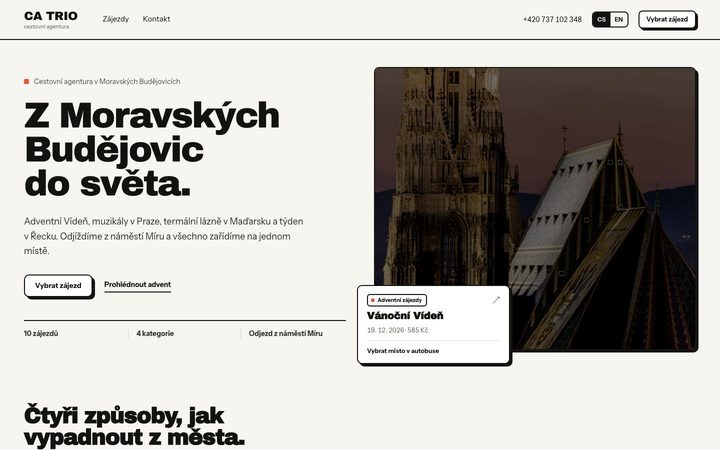 CA TRIO
cestovní agentura
Zájezdy
Kontakt
+420 737 102 348
CS
EN
Vybrat zájezd
Cestovní agentura v Moravských Budějovicích
Z Moravských
Budějovic
do světa.
Adventní Vídeň, muzikály v Praze, termální lázně v Maďarsku a týden
v Řecku. Odjíždíme z náměstí Míru a všechno zařídíme na jednom
místě.
Vybrat zájezd
Prohlédnout advent
10 zájezdů
4 kategorie
Odjezd z náměstí Míru
Adventní zájezdy
Vánoční Vídeň
19. 12. 2026 · 585 Kč
Vybrat místo v autobuse
Čtyři způsoby, jak
vypadnout z města.